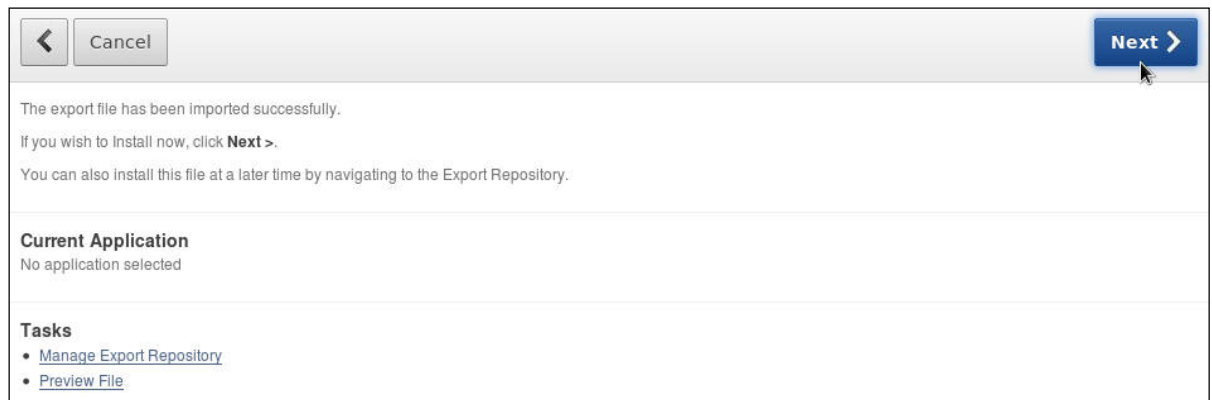 Cancel
Next
The export file has been imported successfully.
If you wish to Install now, click Next >.
You can also install this file at a later time by navigating to the Export Repository.
Current Application
No application selected
Tasks
• Manage Export Repository
• Preview File